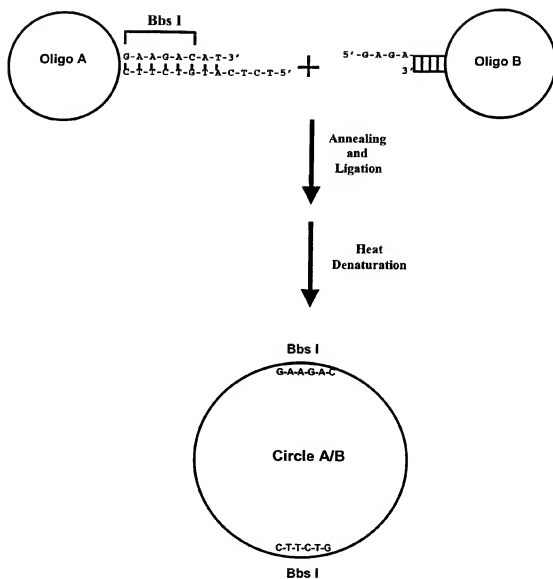 Bbs I
Oligo A
G-A-A-G-A-C-A-T-3'
C-T-T-C-T-G-T-A-C-T-C-T-5'
+
5'-G-A-G-A-
3'
Oligo B
Annealing
and
Ligation
Heat
Denaturation
Bbs I
G-A-A-G-A-C
Circle A/B
C-T-T-C-T-G
Bbs I